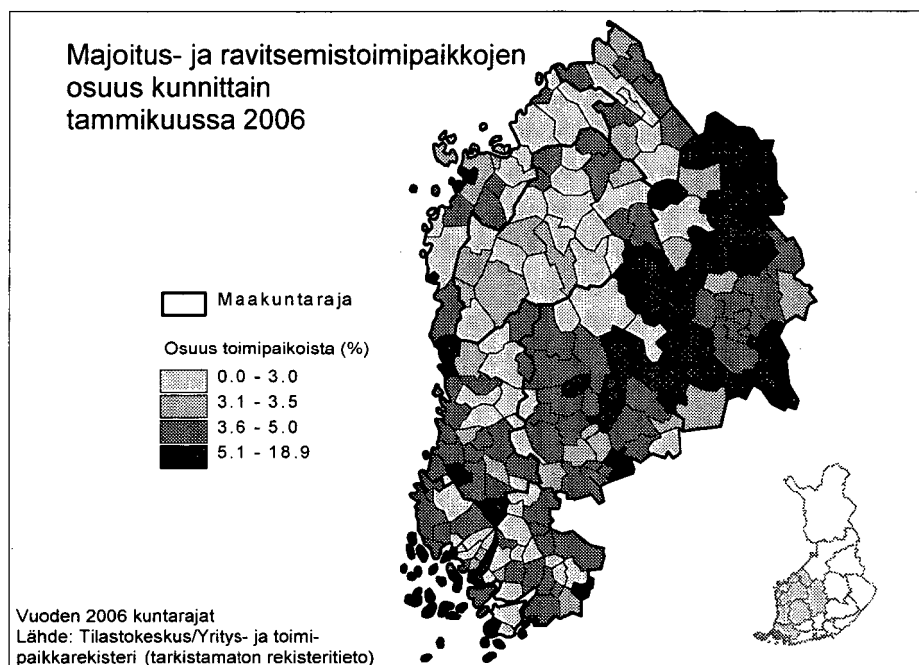 Majoitus- ja ravitsemistoimipaikkojen
osuus kunnittain
tammikuussa 2006
Maakuntaraja
Osuus toimipaikoista (%)
0.0 - 3.0
3.1 - 3.5
3.6 - 5.0
5.1 - 18.9
Vuoden 2006 kuntarajat
Lähde: Tilastokeskus/Yritys- ja toimi-
paikkarekisteri (tarkistamaton rekisteritieto)